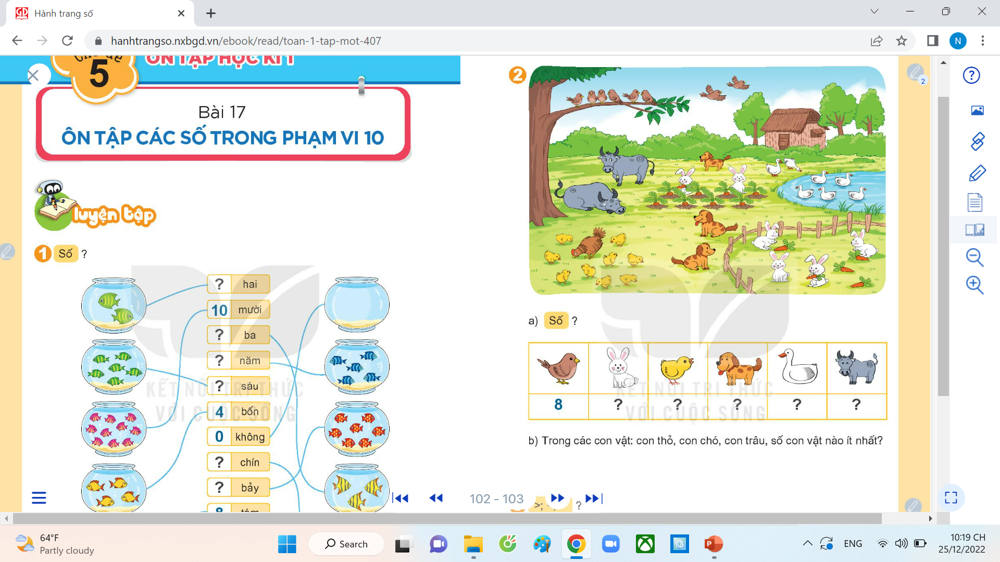 Hành trang số
hanhtrangso.nxbgd.vn/ebook/read/toan-1-tap-mot-407
N
5
ÔN TẬP HỌC KÌ 1
Bài 17
ÔN TẬP CÁC SỐ TRONG PHẠM VI 10
luyện tập
1 Số ?
? hai
10 mười
? ba
? năm
? sáu
4 bốn
0 không
? chín
? bảy
8 tám
KẾT NỐI TRI THỨC
VỚI CUỘC SỐNG
2
a) Số ?
8 ? ? ? ? ?
KẾT NỐI TRI THỨC
VỚI CUỘC SỐNG
b) Trong các con vật: con thỏ, con chó, con trâu, số con vật nào ít nhất?
>; ?
102 - 103
2
?
64°F
Partly cloudy
Search
ENG
10:19 CH
25/12/2022